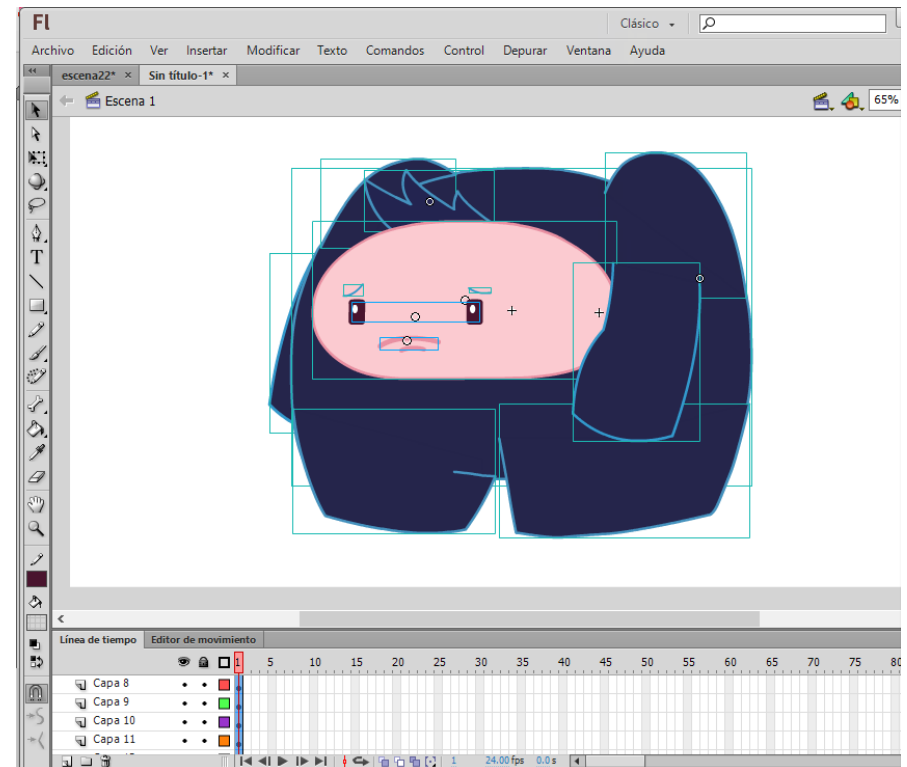 Fl Clásico
Archivo Edición Ver Insertar Modificar Texto Comandos Control Depurar Ventana Ayuda
escena22* × Sin título-1* ×
Escena 1 65%
T
Línea de tiempo Editor de movimiento
1 5 10 15 20 25 30 35 40 45 50 55 60 65 70 75 80
Capa 8
Capa 9
Capa 10
Capa 11
1 24.00 fps 0.0 s